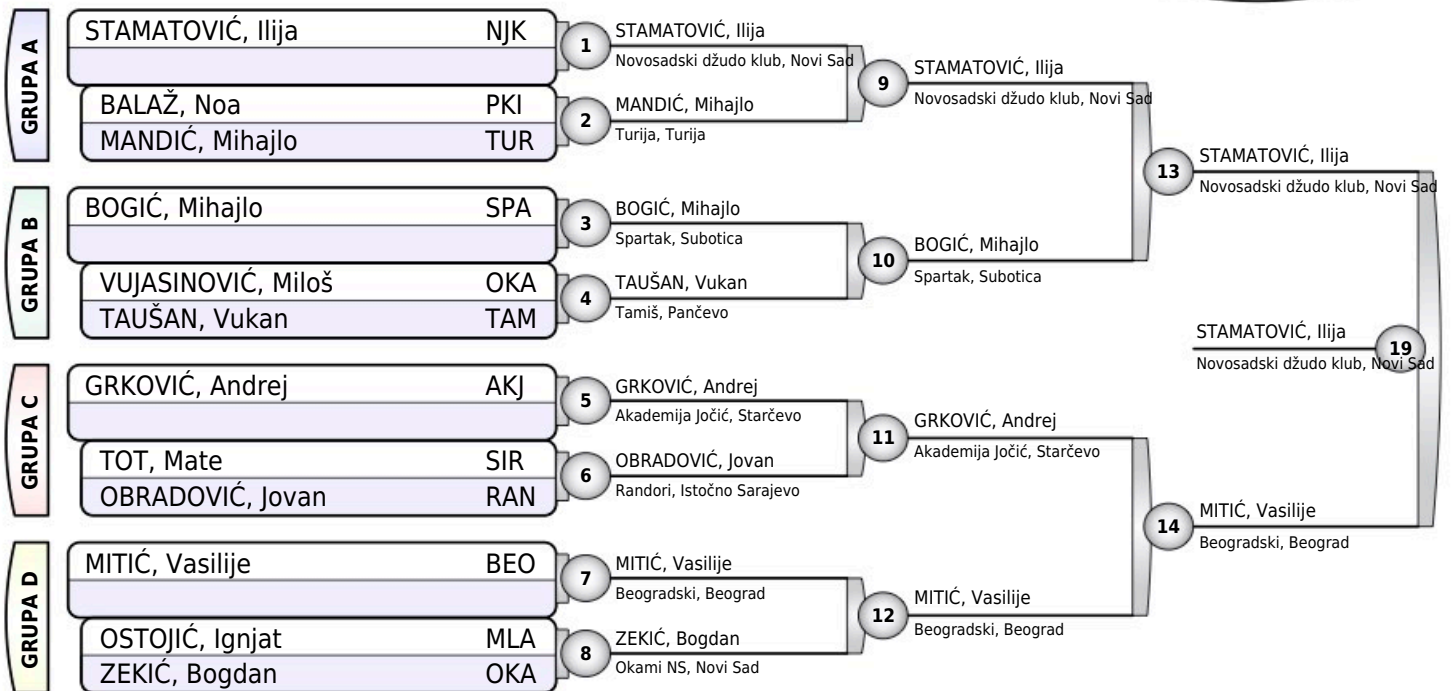 GRUPA A
STAMATOVIĆ, Ilija NJK
BALAŽ, Noa PKI
MANDIĆ, Mihajlo TUR
GRUPA B
BOGIĆ, Mihajlo SPA
VUJASINOVIĆ, Miloš OKA
TAUŠAN, Vukan TAM
GRUPA C
GRKOVIĆ, Andrej AKJ
TOT, Mate SIR
OBRADOVIĆ, Jovan RAN
GRUPA D
MITIĆ, Vasilije BEO
OSTOJIĆ, Ignjat MLA
ZEKIĆ, Bogdan OKA
1
STAMATOVIĆ, Ilija
Novosadski džudo klub, Novi Sad
2
MANDIĆ, Mihajlo
Turija, Turija
3
BOGIĆ, Mihajlo
Spartak, Subotica
4
TAUŠAN, Vukan
Tamiš, Pančevo
5
GRKOVIĆ, Andrej
Akademija Jočić, Starčevo
6
OBRADOVIĆ, Jovan
Randori, Istočno Sarajevo
7
MITIĆ, Vasilije
Beogradski, Beograd
8
ZEKIĆ, Bogdan
Okami NS, Novi Sad
9
STAMATOVIĆ, Ilija
Novosadski džudo klub, Novi Sad
10
BOGIĆ, Mihajlo
Spartak, Subotica
11
GRKOVIĆ, Andrej
Akademija Jočić, Starčevo
12
MITIĆ, Vasilije
Beogradski, Beograd
13
STAMATOVIĆ, Ilija
Novosadski džudo klub, Novi Sad
14
MITIĆ, Vasilije
Beogradski, Beograd
STAMATOVIĆ, Ilija
19
Novosadski džudo klub, Novi Sad